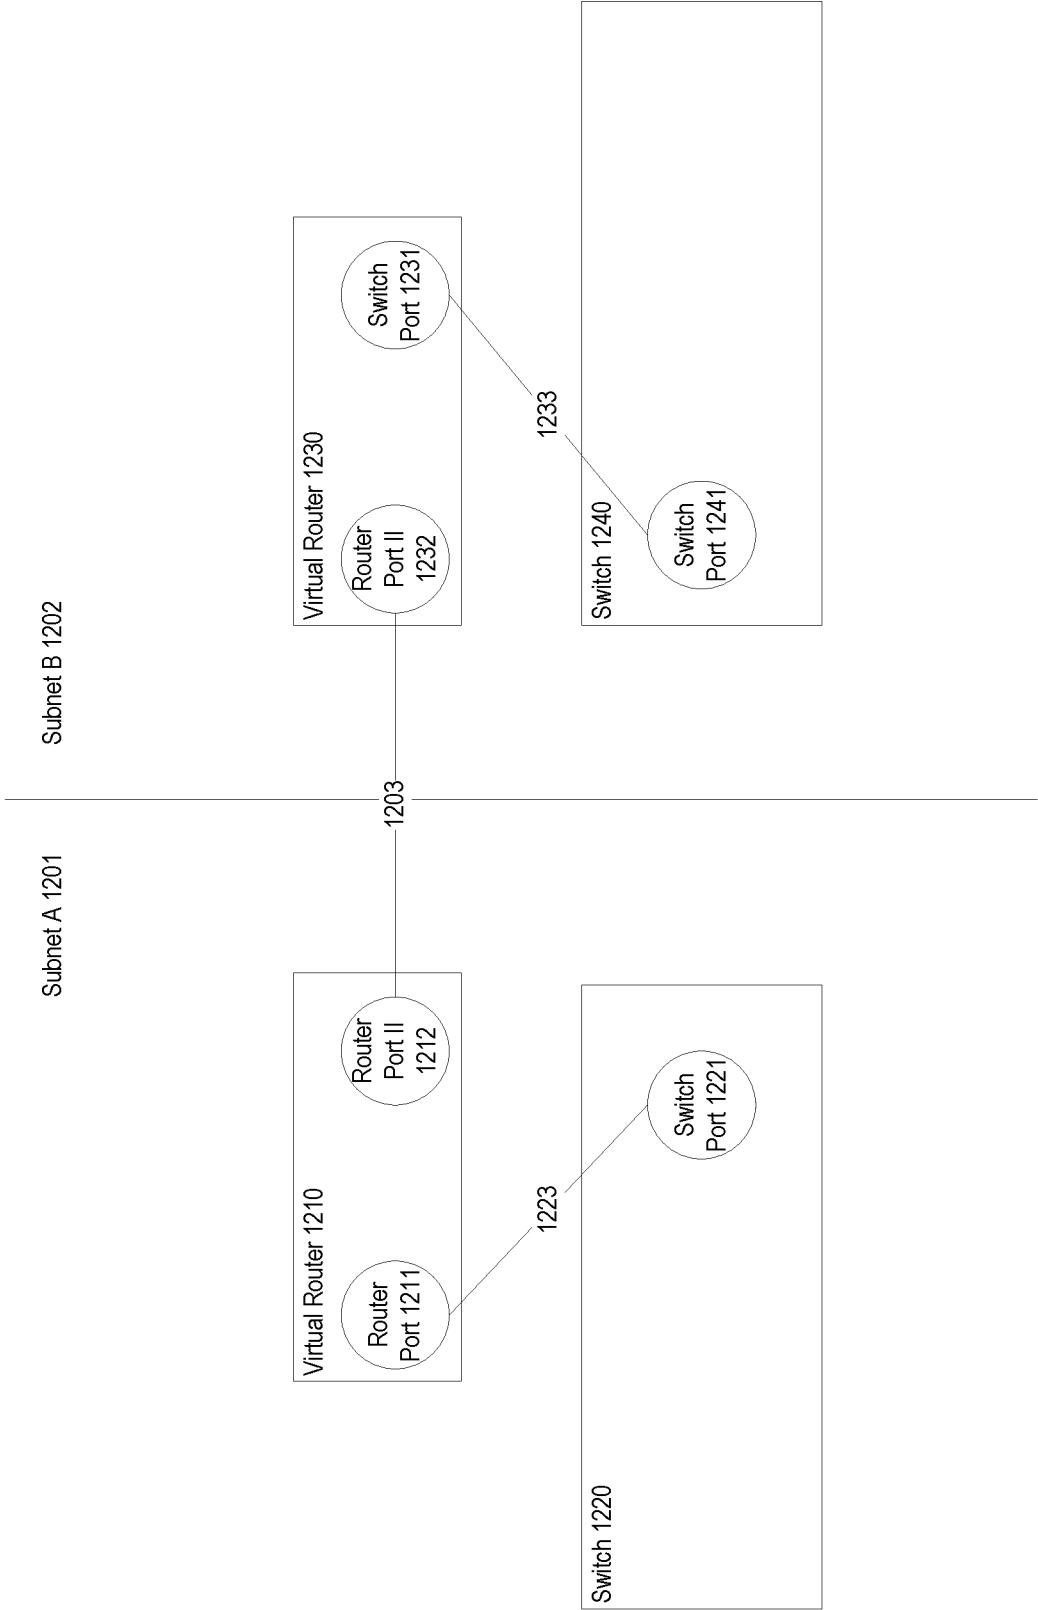 Subnet A 1201
Subnet B 1202
Virtual Router 1210
Router
Port 1211
Router
Port II
1212
1203
Virtual Router 1230
Router
Port II
1232
Switch
Port 1231
1223
1233
Switch 1220
Switch
Port 1221
Switch 1240
Switch
Port 1241